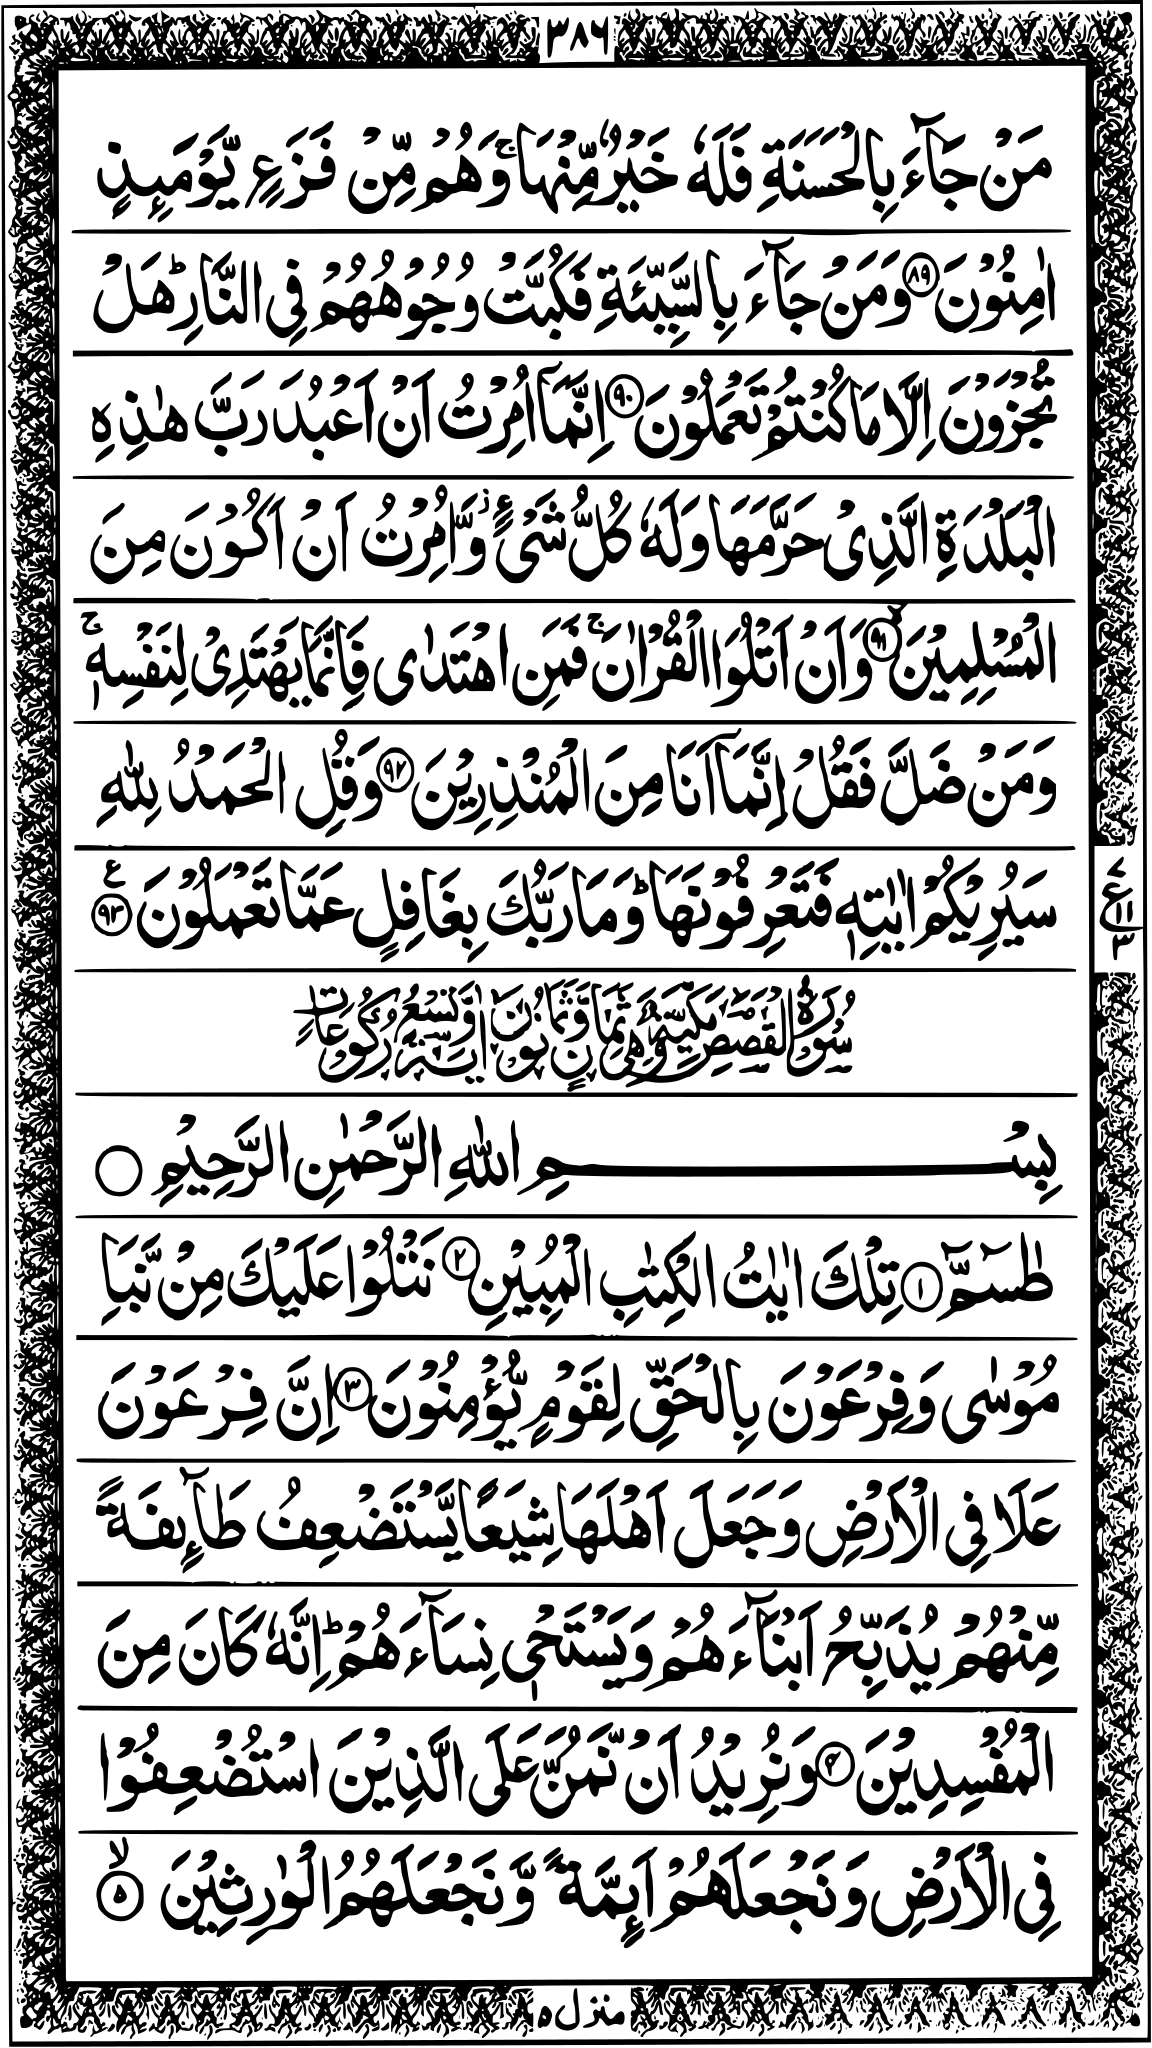 ٣٨٦
مَنْ جَآءَ بِالْحَسَنَةِ فَلَهٗ خَيْرٌ مِّنْهَا ۚ وَهُمْ مِّنْ فَزَعٍ يَّوْمَىِٕذٍ
اٰمِنُوْنَ ﴿٨٩﴾ وَمَنْ جَآءَ بِالسَّيِّئَةِ فَكُبَّتْ وُجُوْهُهُمْ فِى النَّارِ ؕ هَلْ
تُجْزَوْنَ اِلَّا مَا كُنْتُمْ تَعْمَلُوْنَ ﴿٩٠﴾ اِنَّمَاۤ اُمِرْتُ اَنْ اَعْبُدَ رَبَّ هٰذِهِ
الْبَلْدَةِ الَّذِىْ حَرَّمَهَا وَلَهٗ كُلُّ شَىْءٍ ؗ وَّاُمِرْتُ اَنْ اَكُوْنَ مِنَ
الْمُسْلِمِيْنَ ﴿٩١﴾ۙ وَاَنْ اَتْلُوَا الْقُرْاٰنَ ۚ فَمَنِ اهْتَدٰى فَاِنَّمَا يَهْتَدِىْ لِنَفْسِهٖ ۚ
وَمَنْ ضَلَّ فَقُلْ اِنَّمَاۤ اَنَا مِنَ الْمُنْذِرِيْنَ ﴿٩٢﴾ وَقُلِ الْحَمْدُ لِلّٰهِ
سَيُرِيْكُمْ اٰيٰتِهٖ فَتَعْرِفُوْنَهَا ؕ وَمَا رَبُّكَ بِغَافِلٍ عَمَّا تَعْمَلُوْنَ ﴿٩٣﴾ ع
٧ ع ١١ ٣
سُوْرَةُ الْقَصَصِ مَكِّيَّةٌ وَّهِىَ ثَمَانٍ وَّثَمَانُوْنَ اٰيَةً وَّتِسْعُ رُكُوْعَاتٍ
بِسْمِ اللّٰهِ الرَّحْمٰنِ الرَّحِيْمِ
طٰسٓمّٓ ﴿١﴾ تِلْكَ اٰيٰتُ الْكِتٰبِ الْمُبِيْنِ ﴿٢﴾ نَتْلُوْا عَلَيْكَ مِنْ نَّبَاِ
مُوْسٰى وَفِرْعَوْنَ بِالْحَقِّ لِقَوْمٍ يُّؤْمِنُوْنَ ﴿٣﴾ اِنَّ فِرْعَوْنَ
عَلَا فِى الْاَرْضِ وَجَعَلَ اَهْلَهَا شِيَعًا يَّسْتَضْعِفُ طَآىِٕفَةً
مِّنْهُمْ يُذَبِّحُ اَبْنَآءَهُمْ وَيَسْتَحْىٖ نِسَآءَهُمْ ؕ اِنَّهٗ كَانَ مِنَ
الْمُفْسِدِيْنَ ﴿٤﴾ وَنُرِيْدُ اَنْ نَّمُنَّ عَلَى الَّذِيْنَ اسْتُضْعِفُوْا
فِى الْاَرْضِ وَنَجْعَلَهُمْ اَىِٕمَّةً وَّنَجْعَلَهُمُ الْوٰرِثِيْنَ ﴿٥﴾ۙ
منزل ٥